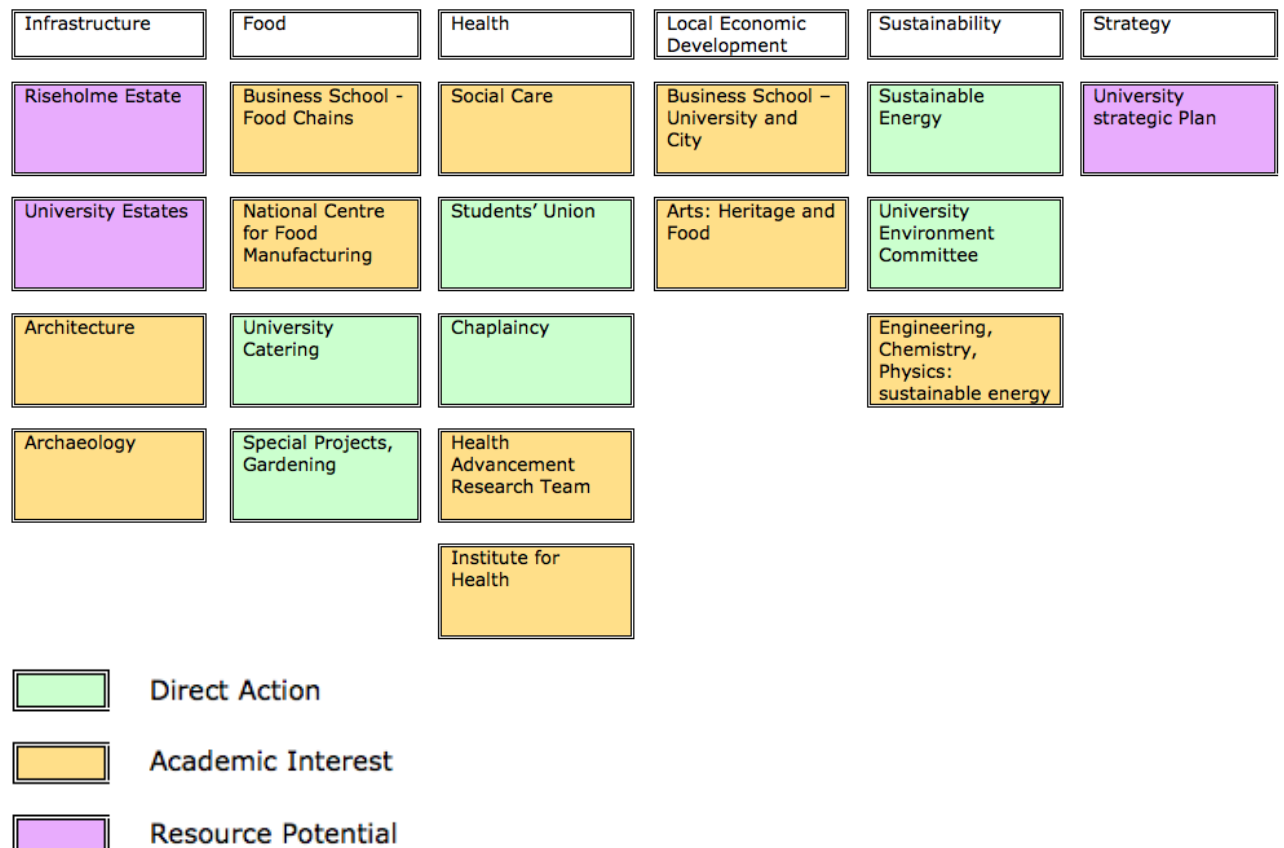 Infrastructure
Food
Health
Local Economic
Development
Sustainability
Strategy
Riseholme Estate
Business School -
Food Chains
Social Care
Business School –
University and
City
Sustainable
Energy
University
strategic Plan
University Estates
National Centre
for Food
Manufacturing
Students’ Union
Arts: Heritage and
Food
University
Environment
Committee
Architecture
University
Catering
Chaplaincy
Engineering,
Chemistry,
Physics:
sustainable energy
Archaeology
Special Projects,
Gardening
Health
Advancement
Research Team
Institute for
Health
Direct Action
Academic Interest
Resource Potential